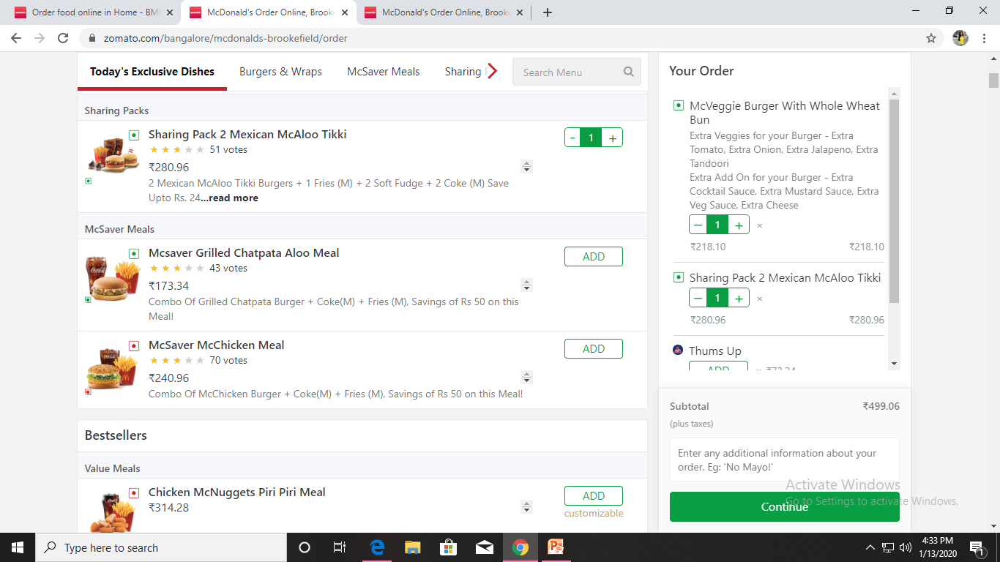 Order food online in Home - BM
McDonald's Order Online, Brooke
McDonald's Order Online, Brooke
zomato.com/bangalore/mcdonalds-brookefield/order
Today's Exclusive Dishes
Burgers & Wraps
McSaver Meals
Sharing
Search Menu
Sharing Packs
Sharing Pack 2 Mexican McAloo Tikki
- 1 +
51 votes
₹280.96
2 Mexican McAloo Tikki Burgers + 1 Fries (M) + 2 Soft Fudge + 2 Coke (M) Save
Upto Rs. 24...read more
McSaver Meals
Mcsaver Grilled Chatpata Aloo Meal
ADD
43 votes
₹173.34
Combo Of Grilled Chatpata Burger + Coke(M) + Fries (M), Savings of Rs 50 on this
Meal!
McSaver McChicken Meal
ADD
70 votes
₹240.96
Combo Of McChicken Burger + Coke(M) + Fries (M), Savings of Rs 50 on this Meal!
Bestsellers
Value Meals
Chicken McNuggets Piri Piri Meal
ADD
₹314.28
customizable
Your Order
McVeggie Burger With Whole Wheat
Bun
Extra Veggies for your Burger - Extra
Tomato, Extra Onion, Extra Jalapeno, Extra
Tandoori
Extra Add On for your Burger - Extra
Cocktail Sauce, Extra Mustard Sauce, Extra
Veg Sauce, Extra Cheese
− 1 + ×
₹218.10 ₹218.10
Sharing Pack 2 Mexican McAloo Tikki
− 1 + ×
₹280.96 ₹280.96
Thums Up
ADD
Subtotal ₹499.06
(plus taxes)
Enter any additional information about your
order. Eg: 'No Mayo!'
Continue
Activate Windows
Go to Settings to activate Windows.
Type here to search
4:33 PM
1/13/2020
1